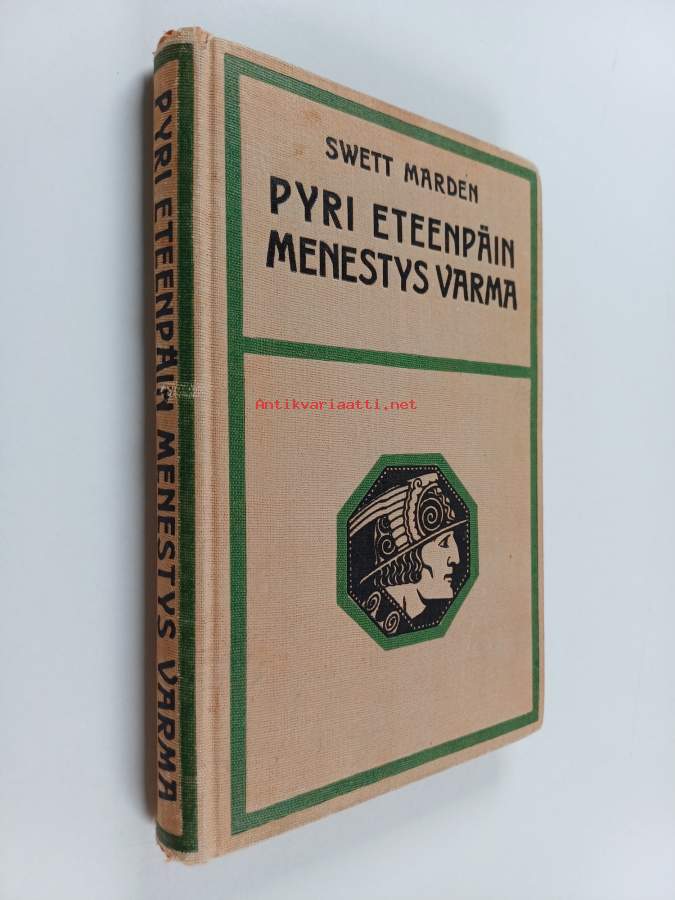 PYRI ETEENPÄIN MENESTYS VARMA
SWETT MARDEN
PYRI ETEENPÄIN
MENESTYS VARMA
Antikvariaatti.net